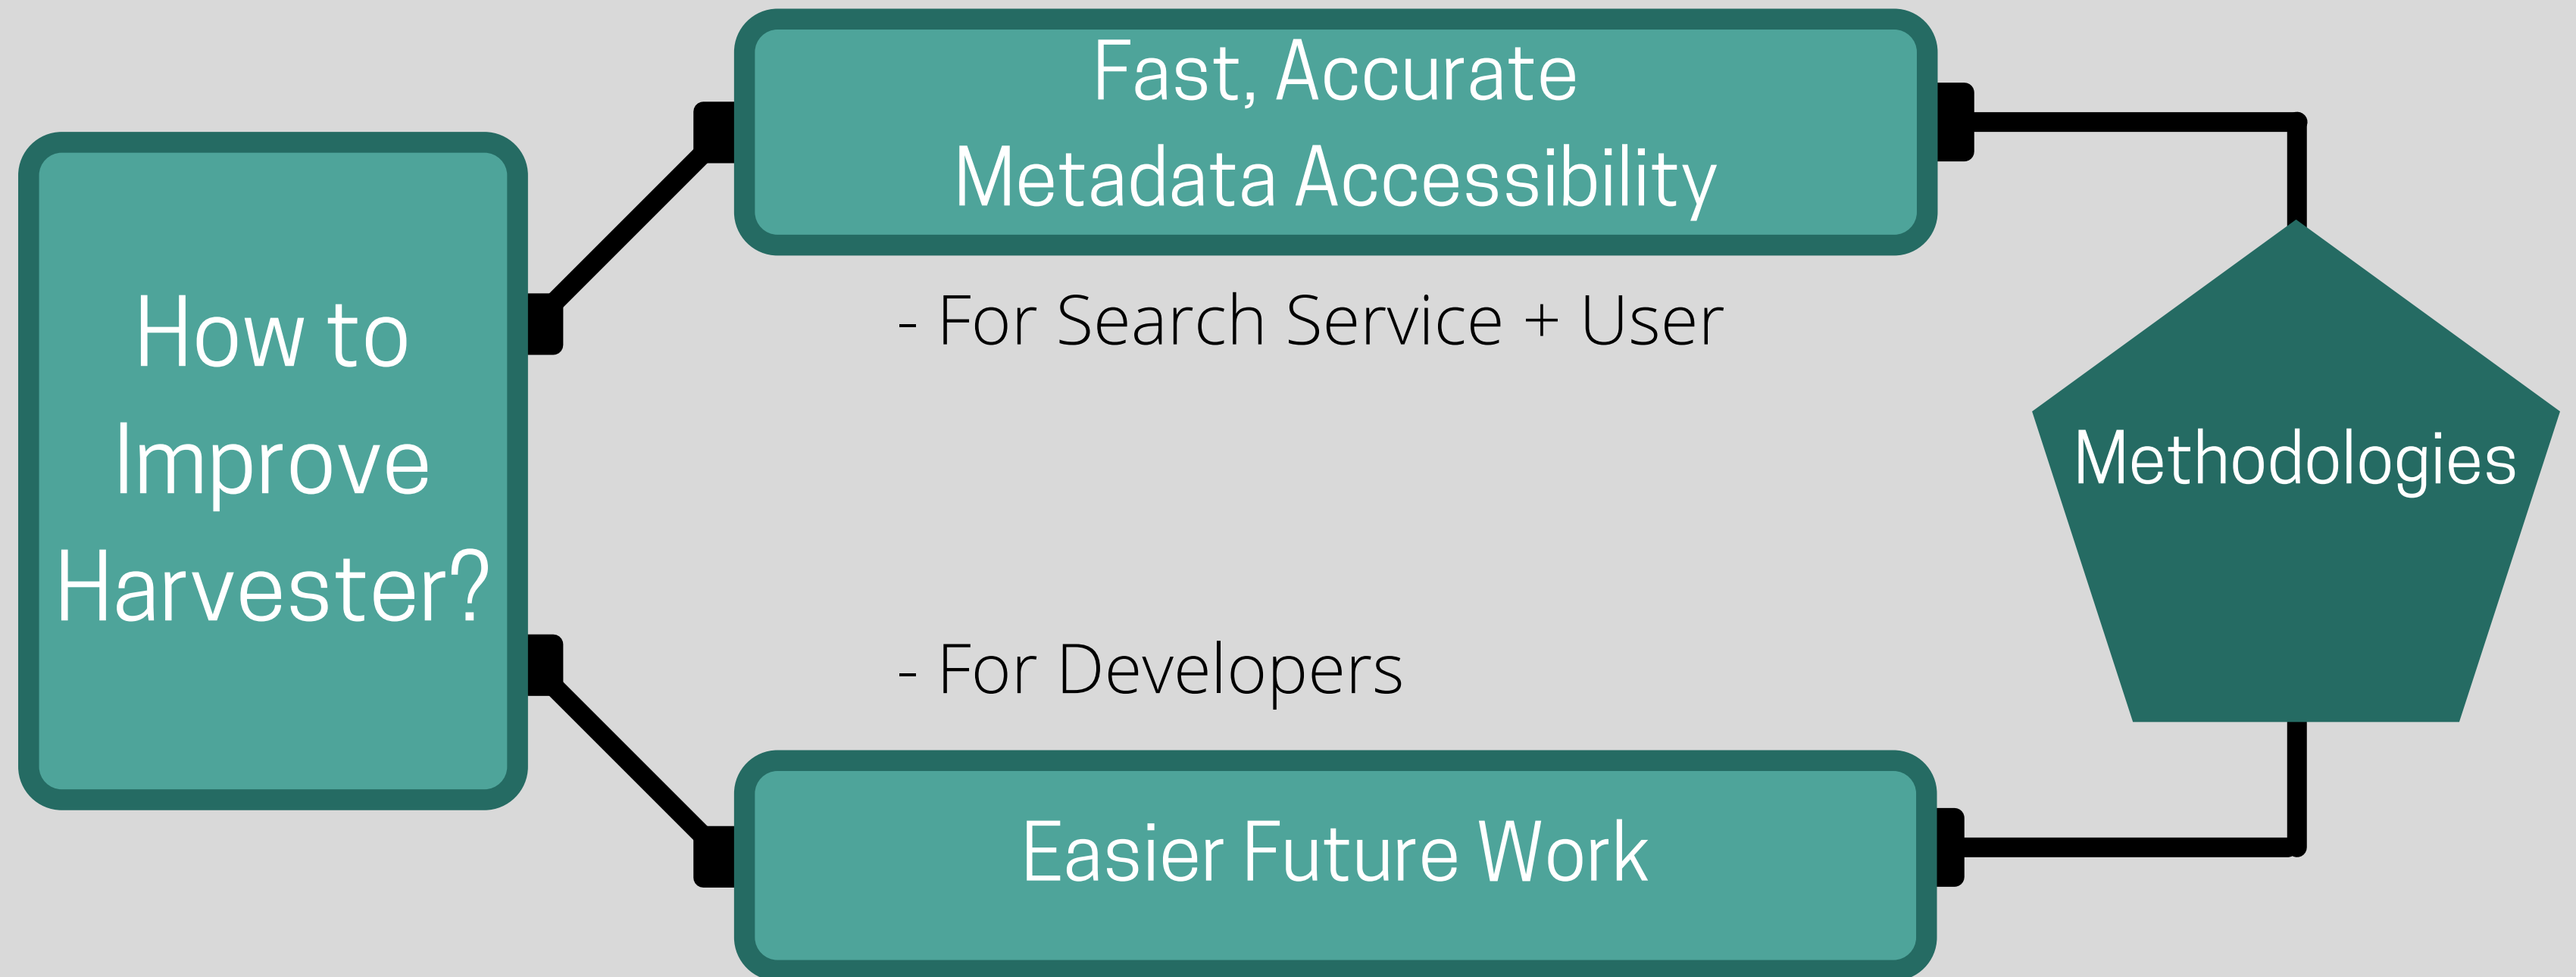 How to
Improve
Harvester?
Fast, Accurate
Metadata Accessibility
- For Search Service + User
- For Developers
Easier Future Work
Methodologies